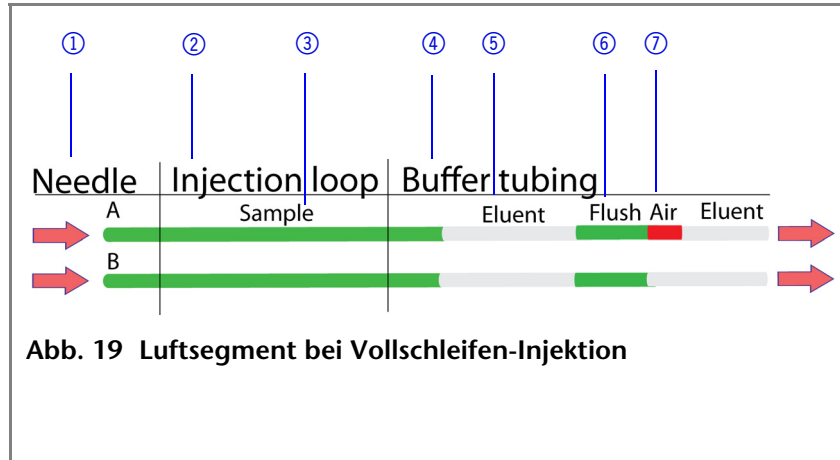 ① ② ③ ④ ⑤ ⑥ ⑦
Needle Injection loop Buffer tubing
A Sample Eluent Flush Air Eluent
B
Abb. 19 Luftsegment bei Vollschleifen-Injektion